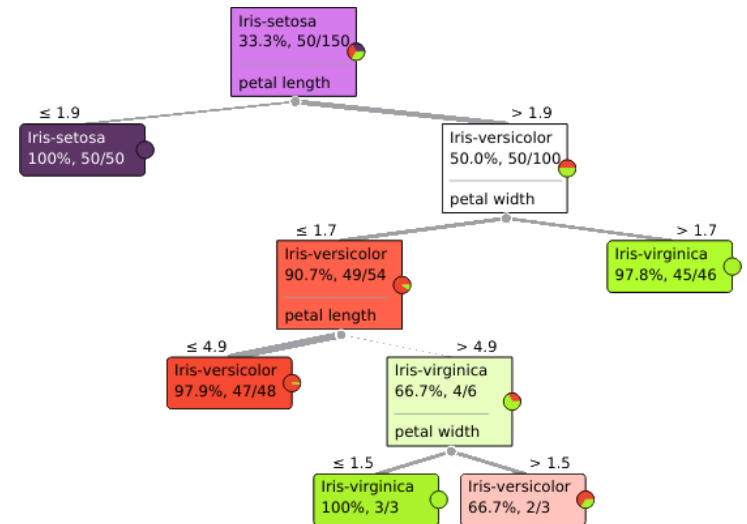 Iris-setosa
33.3%, 50/150
petal length
≤ 1.9
> 1.9
Iris-setosa
100%, 50/50
Iris-versicolor
50.0%, 50/100
petal width
≤ 1.7
> 1.7
Iris-versicolor
90.7%, 49/54
petal length
Iris-virginica
97.8%, 45/46
≤ 4.9
> 4.9
Iris-versicolor
97.9%, 47/48
Iris-virginica
66.7%, 4/6
petal width
≤ 1.5
> 1.5
Iris-virginica
100%, 3/3
Iris-versicolor
66.7%, 2/3